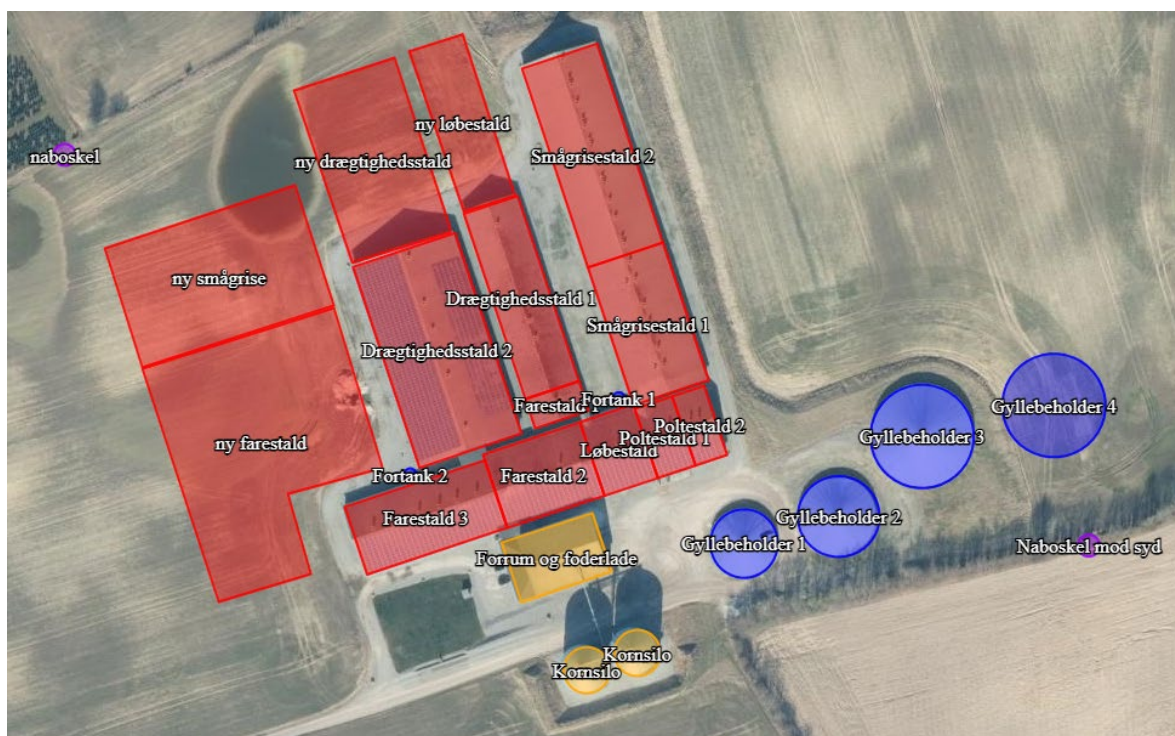 ny løbestald
naboskel
ny drægtighedsstald
Smågrisestald 2
ny smågrise
Drægtighedsstald 1
Smågrisestald 1
Drægtighedsstald 2
Farestald 1
Fortank 1
Gyllebeholder 4
Poltestald 2
Poltestald 1
Gyllebeholder 3
ny farestald
Løbestald
Fortank 2
Farestald 2
Farestald 3
Gyllebeholder 2
Gyllebeholder 1
Naboskel mod syd
Forrum og foderlade
Kornsilo
Kornsilo